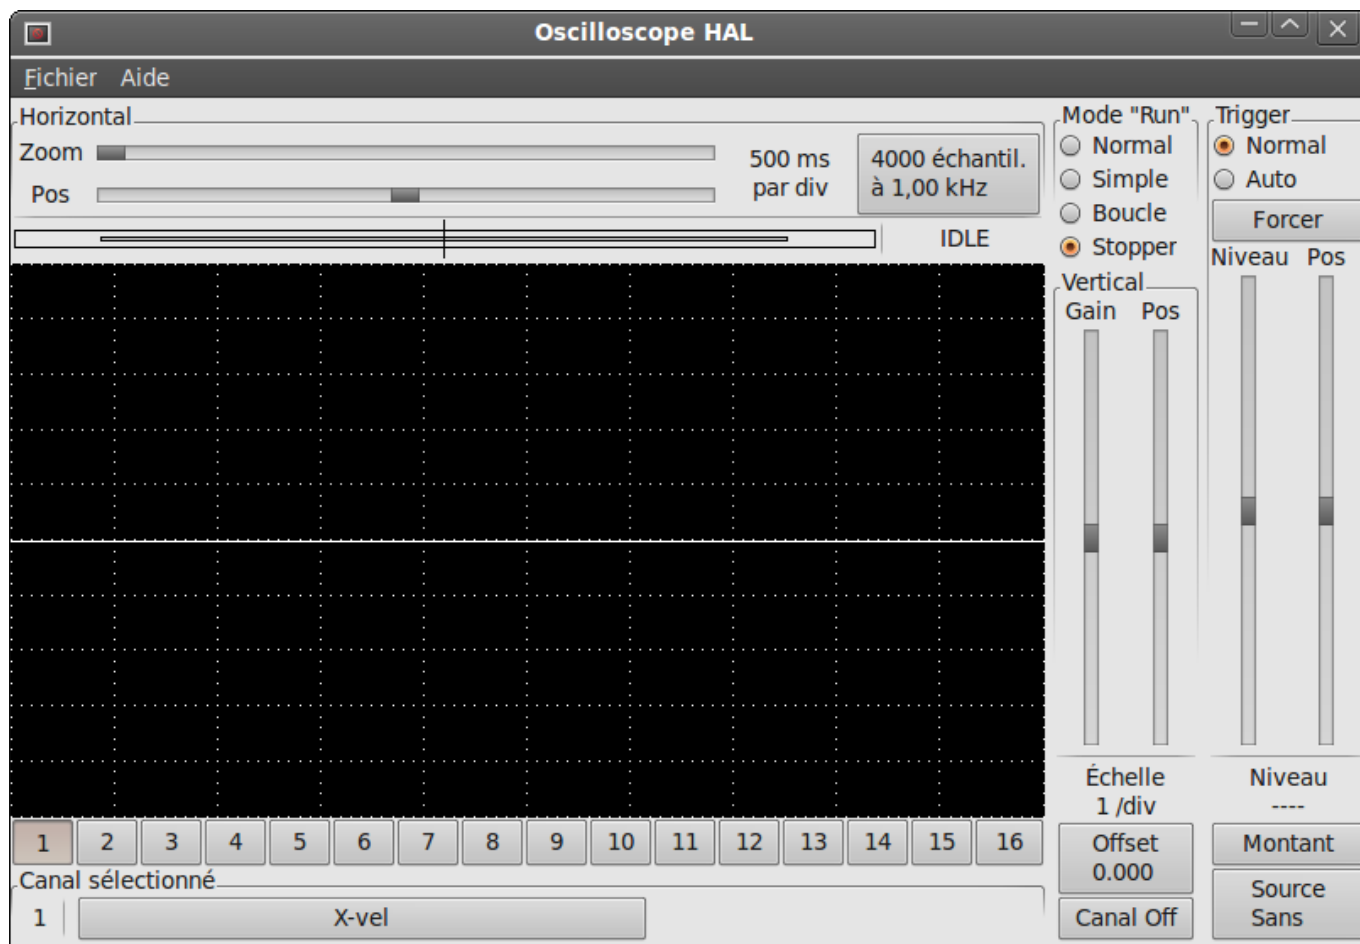 Oscilloscope HAL
Fichier Aide
Horizontal
Zoom
Pos
500 ms
par div
4000 échantil.
à 1,00 kHz
IDLE
Mode "Run"
Normal
Simple
Boucle
Stopper
Trigger
Normal
Auto
Forcer
Niveau Pos
Vertical
Gain Pos
Échelle
1 /div
Offset
0.000
Canal Off
Niveau
----
Montant
Source
Sans
1 2 3 4 5 6 7 8 9 10 11 12 13 14 15 16
Canal sélectionné
1 X-vel